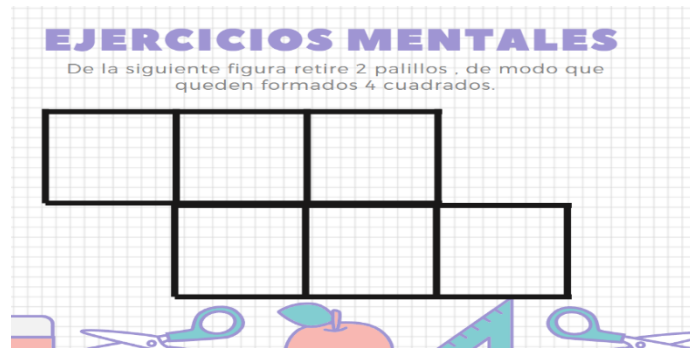 EJERCICIOS MENTALES
De la siguiente figura retire 2 palillos , de modo que
queden formados 4 cuadrados.